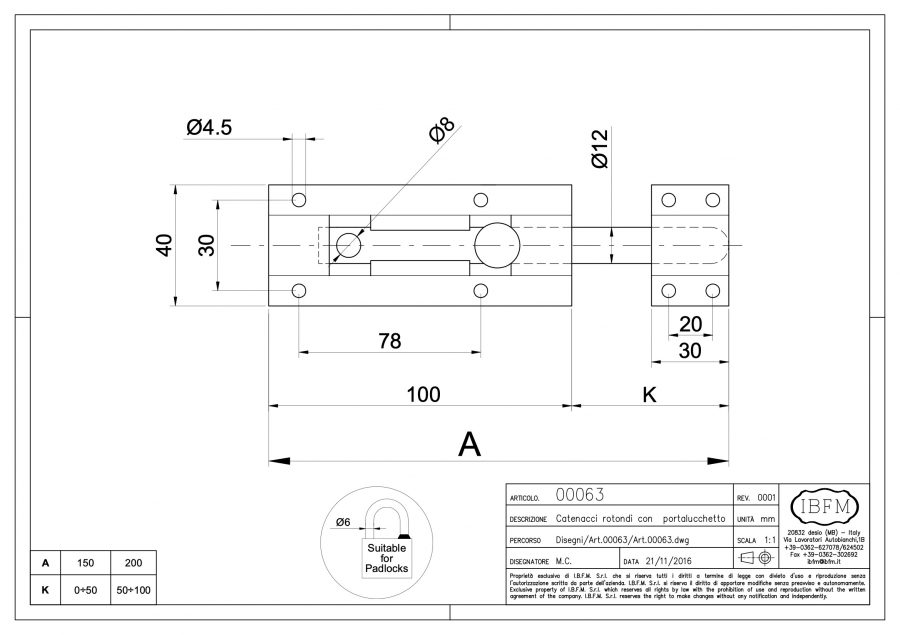 Ø4.5
Ø8
Ø12
40
30
78
20
30
100
K
A
Ø6
Suitable
for
Padlocks
A 150 200
K 0÷50 50÷100
ARTICOLO. 00063 REV. 0001
DESCRIZIONE Catenacci rotondi con portalucchetto UNITÀ mm
PERCORSO Disegni/Art.00063/Art.00063.dwg SCALA 1:1
DISEGNATORE M.C. DATA 21/11/2016
IBFM
20832 desio (MB) - Italy
Via Lavoratori Autobianchi,1B
+39-0362-627078/624502
Fax +39-0362-302692
ibfm@ibfm.it
Proprietà esclusiva di I.B.F.M. S.r.l. che si riserva tutti i diritti a termine di legge con divieto d'uso e riproduzione senza
l'autorizzazione scritta da parte dell'azienda. I.B.F.M. S.r.l. si riserva il diritto di apportare modifiche senza preavviso e autonomamente.
Exclusive property of I.B.F.M. S.r.l. which reserves all rights by law with the prohibition of use and reproduction without the written
agreement of the company. I.B.F.M. S.r.l. reserves the right to make changes without any notification and independently.